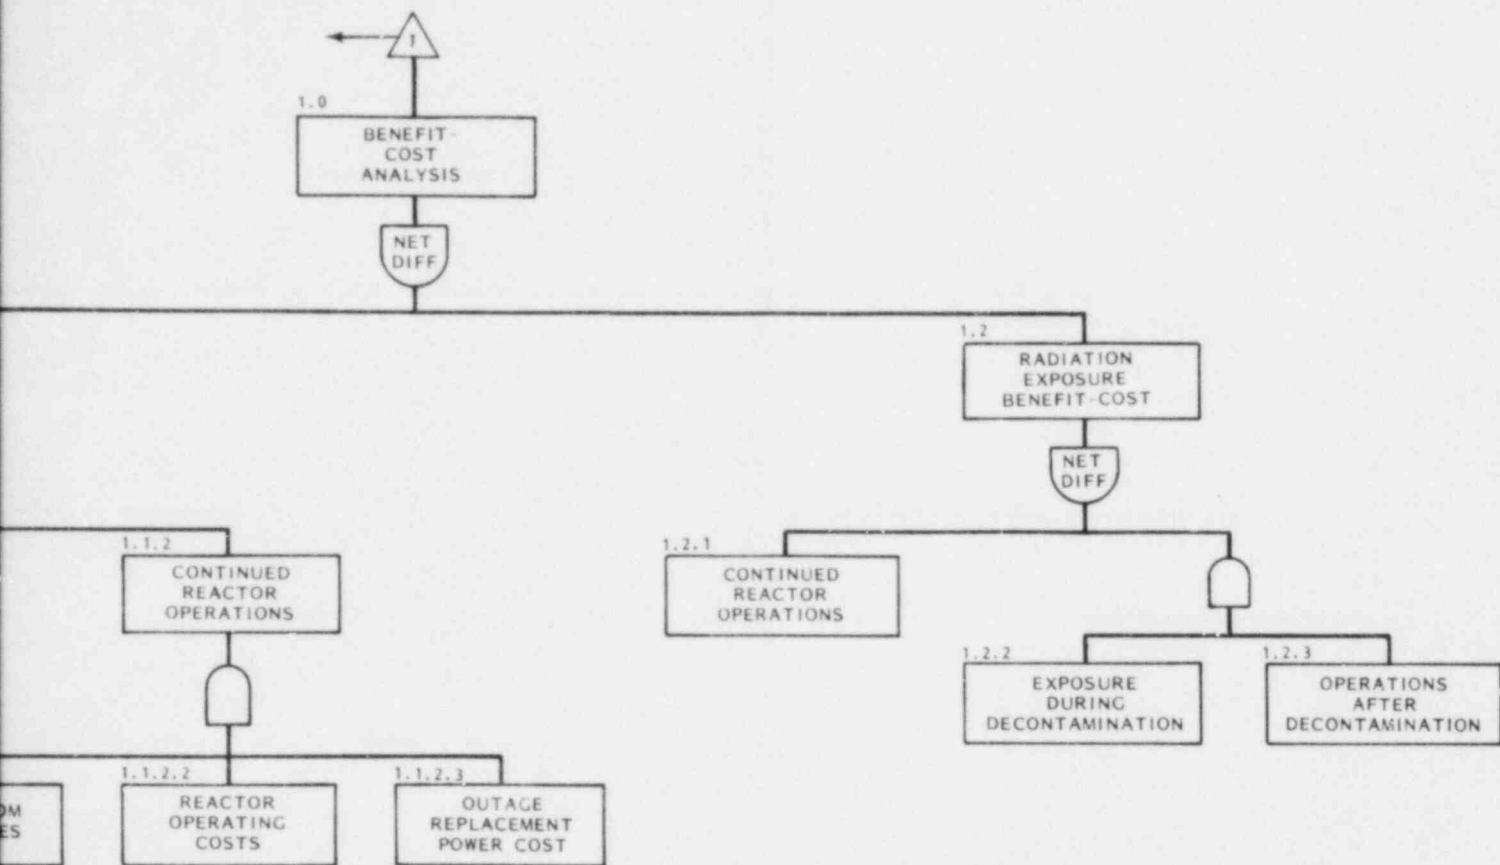 1
1.0
BENEFIT-
COST
ANALYSIS
NET
DIFF
1.2
RADIATION
EXPOSURE
BENEFIT-COST
NET
DIFF
1.1.2
CONTINUED
REACTOR
OPERATIONS
1.2.1
CONTINUED
REACTOR
OPERATIONS
1.2.2
EXPOSURE
DURING
DECONTAMINATION
1.2.3
OPERATIONS
AFTER
DECONTAMINATION
OM
ES
1.1.2.2
REACTOR
OPERATING
COSTS
1.1.2.3
OUTAGE
REPLACEMENT
POWER COST